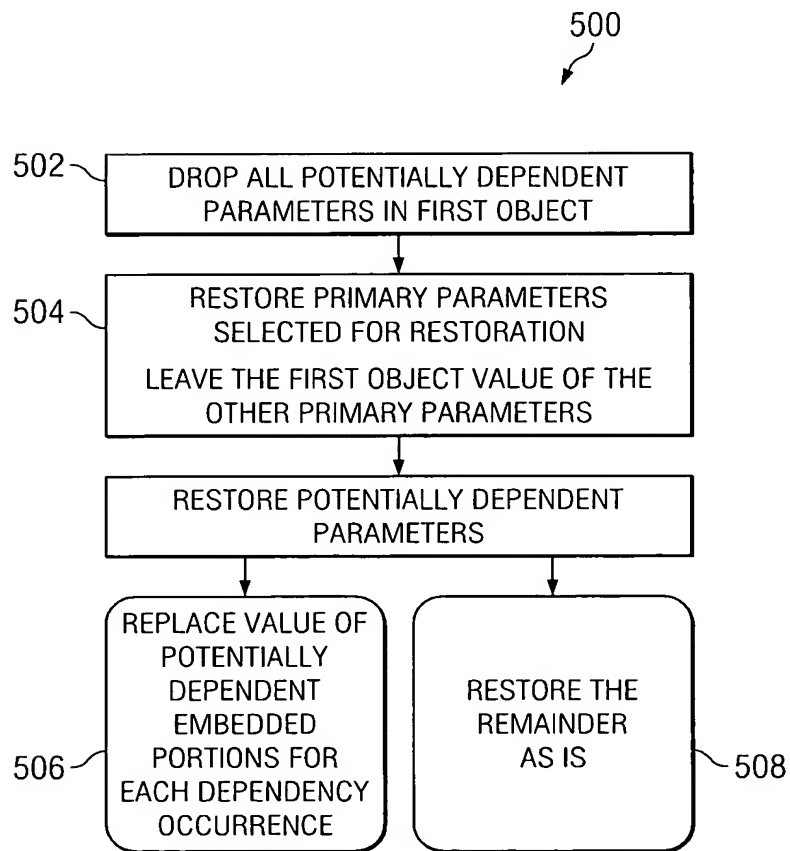 500
502
DROP ALL POTENTIALLY DEPENDENT
PARAMETERS IN FIRST OBJECT
504
RESTORE PRIMARY PARAMETERS
SELECTED FOR RESTORATION
LEAVE THE FIRST OBJECT VALUE OF THE
OTHER PRIMARY PARAMETERS
RESTORE POTENTIALLY DEPENDENT
PARAMETERS
506
REPLACE VALUE OF
POTENTIALLY
DEPENDENT
EMBEDDED
PORTIONS FOR
EACH DEPENDENCY
OCCURRENCE
RESTORE THE
REMAINDER
AS IS
508